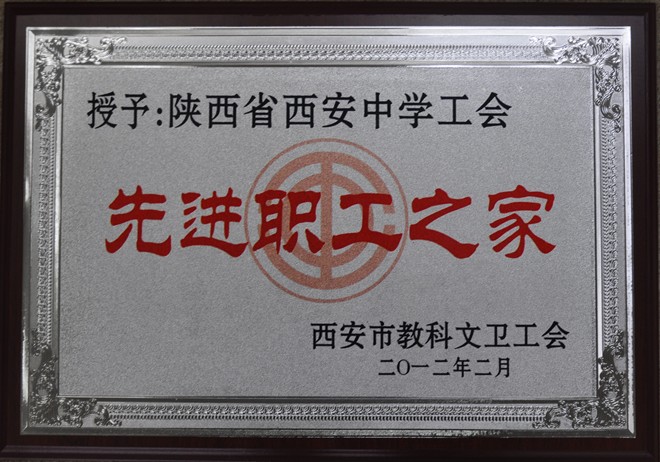 授予:陕西省西安中学工会
先进职工之家
西安市教科文卫工会
二〇一二年二月